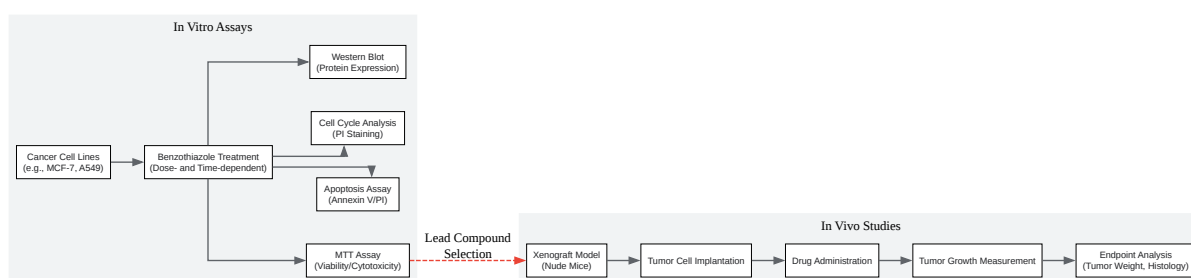 In Vitro Assays
Western Blot
(Protein Expression)
Cell Cycle Analysis
(PI Staining)
Cancer Cell Lines
(e.g., MCF-7, A549)
Benzothiazole Treatment
(Dose- and Time-dependent)
Apoptosis Assay
(Annexin V/PI)
MTT Assay
(Viability/Cytotoxicity)
Lead Compound
Selection
In Vivo Studies
Xenograft Model
(Nude Mice)
Tumor Cell Implantation
Drug Administration
Tumor Growth Measurement
Endpoint Analysis
(Tumor Weight, Histology)